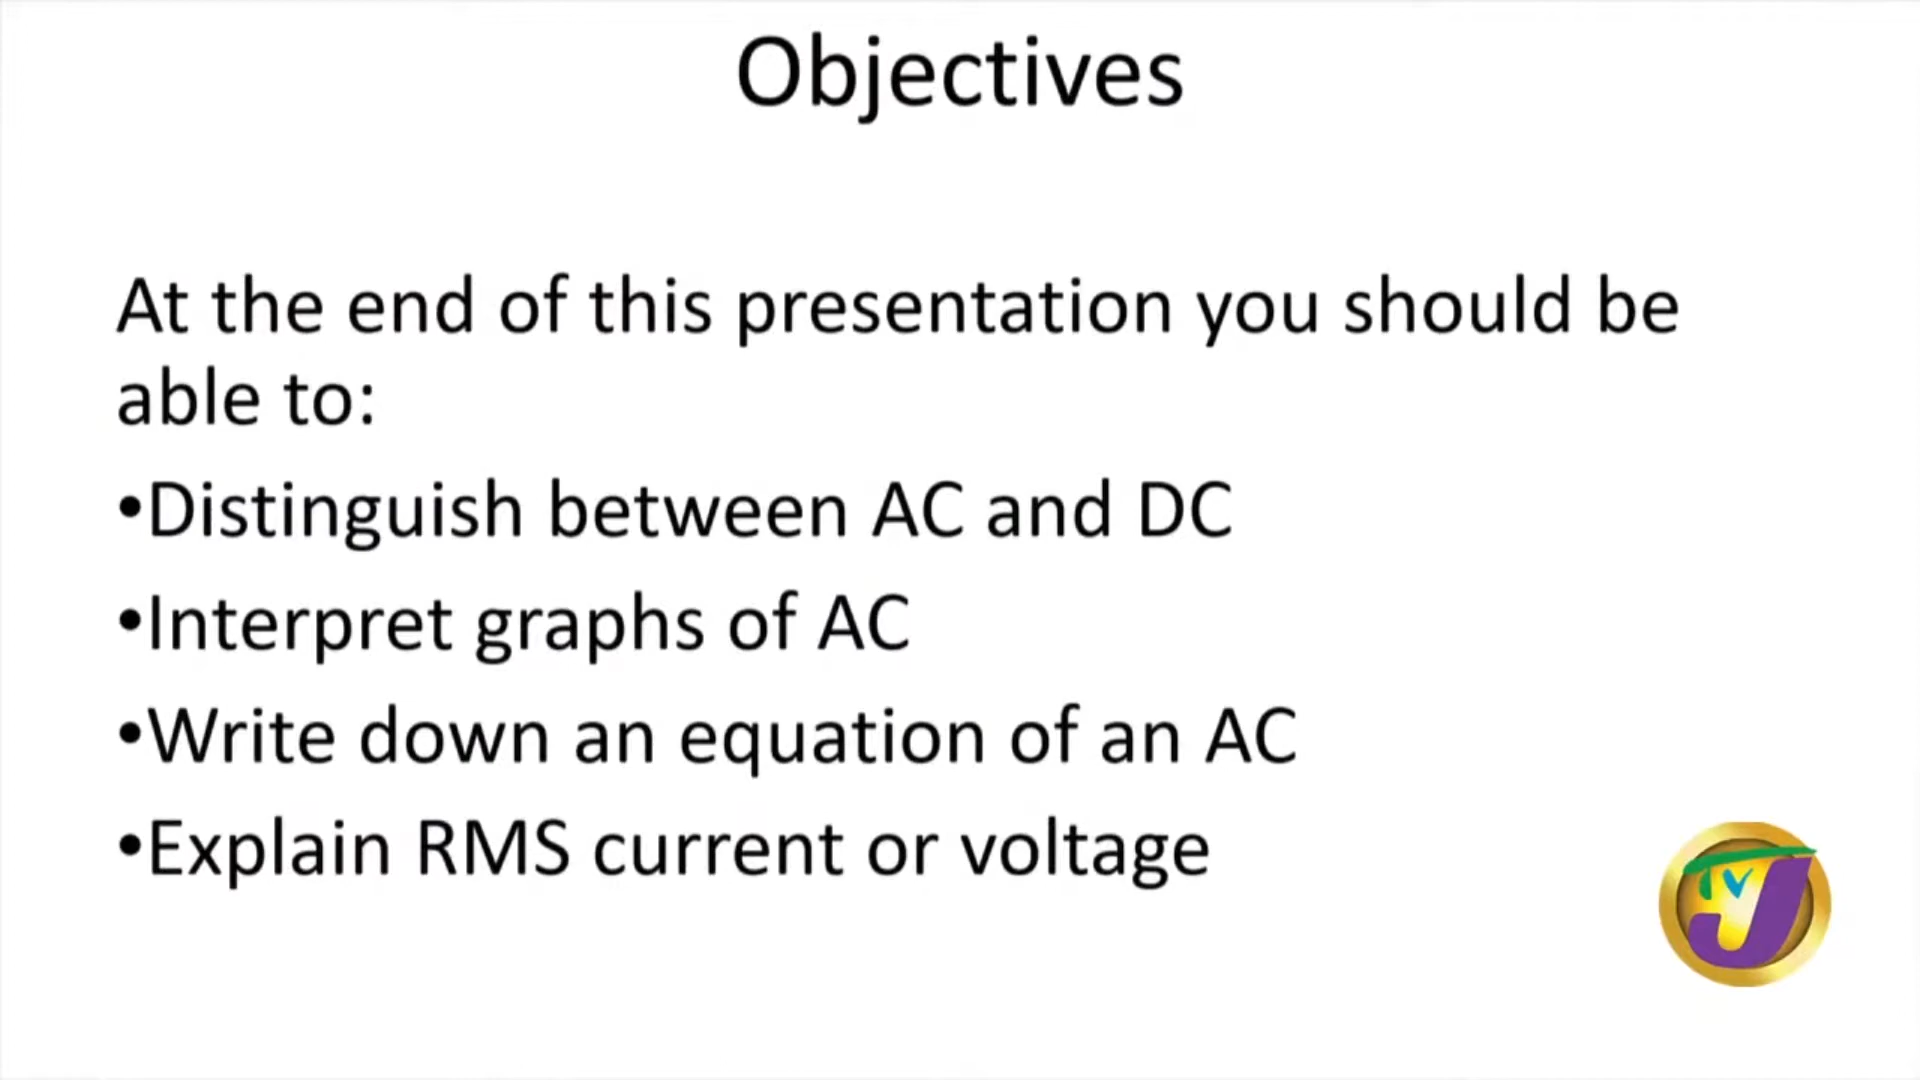 Objectives
At the end of this presentation you should be
able to:
•Distinguish between AC and DC
•Interpret graphs of AC
•Write down an equation of an AC
•Explain RMS current or voltage
TVJ